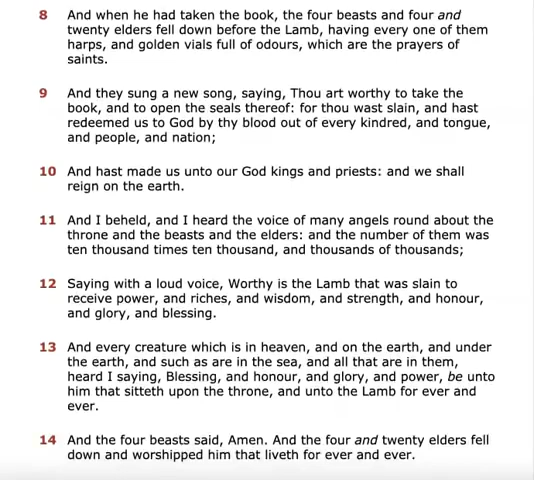 8 And when he had taken the book, the four beasts and four and
twenty elders fell down before the Lamb, having every one of them
harps, and golden vials full of odours, which are the prayers of
saints.
9 And they sung a new song, saying, Thou art worthy to take the
book, and to open the seals thereof: for thou wast slain, and hast
redeemed us to God by thy blood out of every kindred, and tongue,
and people, and nation;
10 And hast made us unto our God kings and priests: and we shall
reign on the earth.
11 And I beheld, and I heard the voice of many angels round about the
throne and the beasts and the elders: and the number of them was
ten thousand times ten thousand, and thousands of thousands;
12 Saying with a loud voice, Worthy is the Lamb that was slain to
receive power, and riches, and wisdom, and strength, and honour,
and glory, and blessing.
13 And every creature which is in heaven, and on the earth, and under
the earth, and such as are in the sea, and all that are in them,
heard I saying, Blessing, and honour, and glory, and power, be unto
him that sitteth upon the throne, and unto the Lamb for ever and
ever.
14 And the four beasts said, Amen. And the four and twenty elders fell
down and worshipped him that liveth for ever and ever.